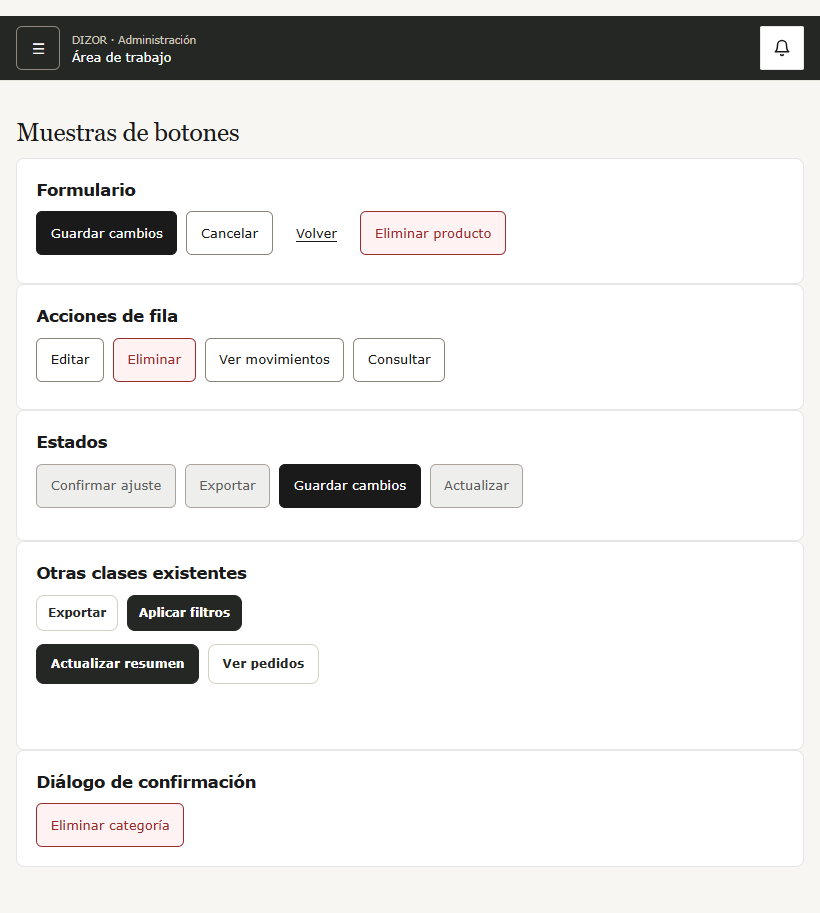 DIZOR · Administración
Área de trabajo
Muestras de botones
Formulario
Guardar cambios Cancelar Volver Eliminar producto
Acciones de fila
Editar Eliminar Ver movimientos Consultar
Estados
Confirmar ajuste Exportar Guardar cambios Actualizar
Otras clases existentes
Exportar Aplicar filtros
Actualizar resumen Ver pedidos
Diálogo de confirmación
Eliminar categoría